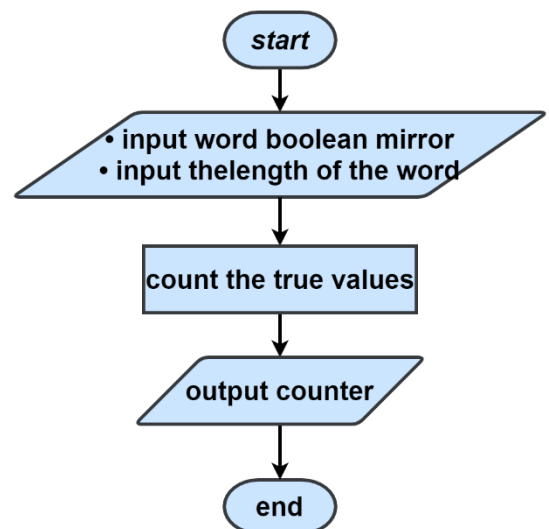 start
• input word boolean mirror
• input thelength of the word
count the true values
output counter
end